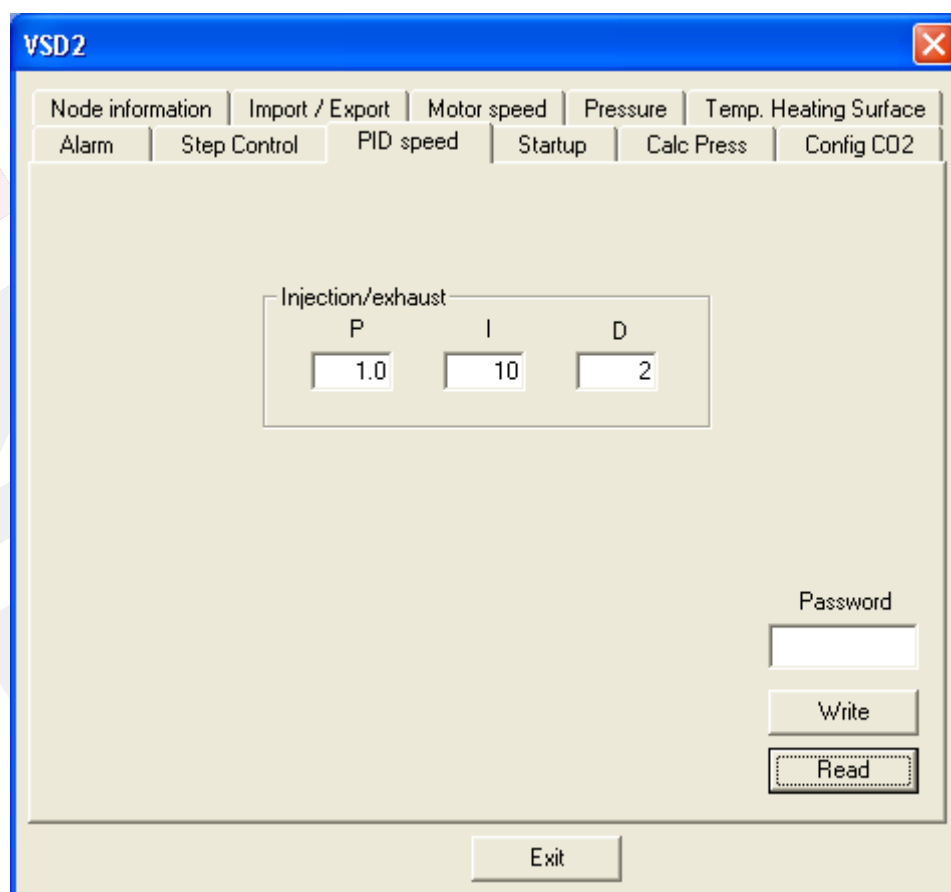 VSD2
Node information Import / Export Motor speed Pressure Temp. Heating Surface
Alarm Step Control PID speed Startup Calc Press Config CO2
Injection/exhaust
P I D
1.0 10 2
Password
Write
Read
Exit